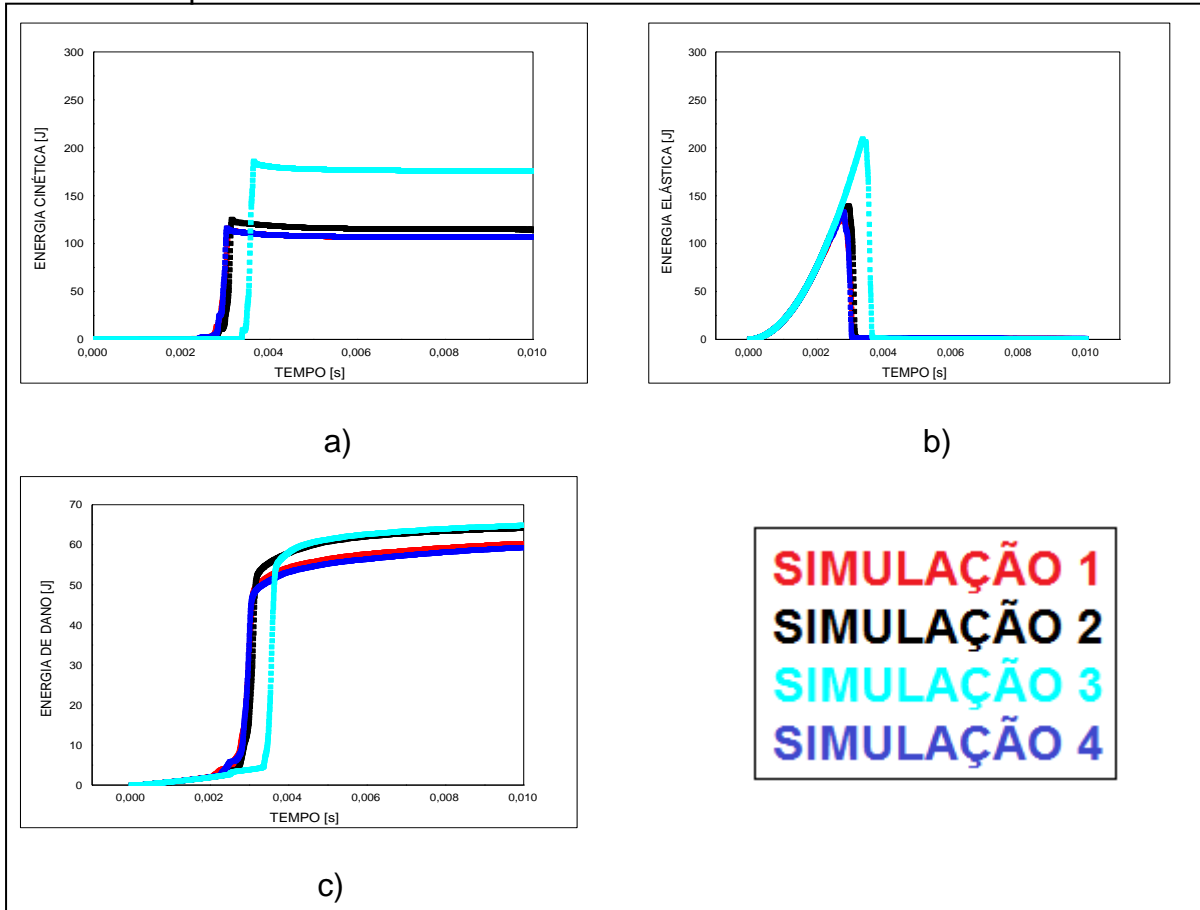 300
250
200
150
100
50
0
ENERGIA CINÉTICA [J]
0,000 0,002 0,004 0,006 0,008 0,010
TEMPO [s]
a)
300
250
200
150
100
50
0
ENERGIA ELÁSTICA [J]
0,000 0,002 0,004 0,006 0,008 0,010
TEMPO [s]
b)
70
60
50
40
30
20
10
0
ENERGIA DE DANO [J]
0,000 0,002 0,004 0,006 0,008 0,010
TEMPO [s]
c)
SIMULAÇÃO 1
SIMULAÇÃO 2
SIMULAÇÃO 3
SIMULAÇÃO 4